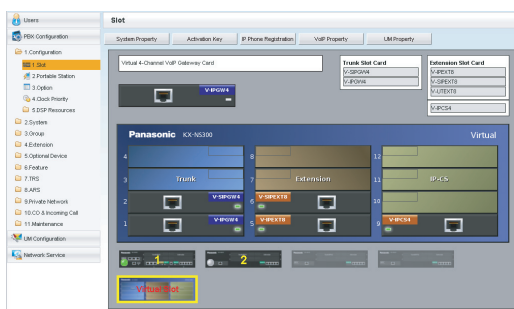 Users
Slot
PBX Configuration
System Property
Activation Key
IP Phone Registration
VoIP Property
UM Property
1.Configuration
1.Slot
2.Portable Station
3.Option
4.Clock Priority
5.DSP Resources
2.System
3.Group
4.Extension
5.Optional Device
6.Feature
7.TRS
8.ARS
9.Private Network
10.CO & Incoming Call
11.Maintenance
UM Configuration
Network Service
Virtual 4-Channel VoIP Gateway Card
V-IPGW4
Trunk Slot Card
V-SIPGW4
V-IPGW4
Extension Slot Card
V-IPEXT8
V-SIPEXT8
V-UTEXT8
V-IPCS4
Panasonic KX-NS300
Virtual
4
8
12
3
Trunk
7
Extension
11
IP-CS
2
V-SIPGW4
6
V-SIPEXT8
10
1
V-IPGW4
5
V-IPEXT8
9
V-IPCS4
1
2
Virtual Slot